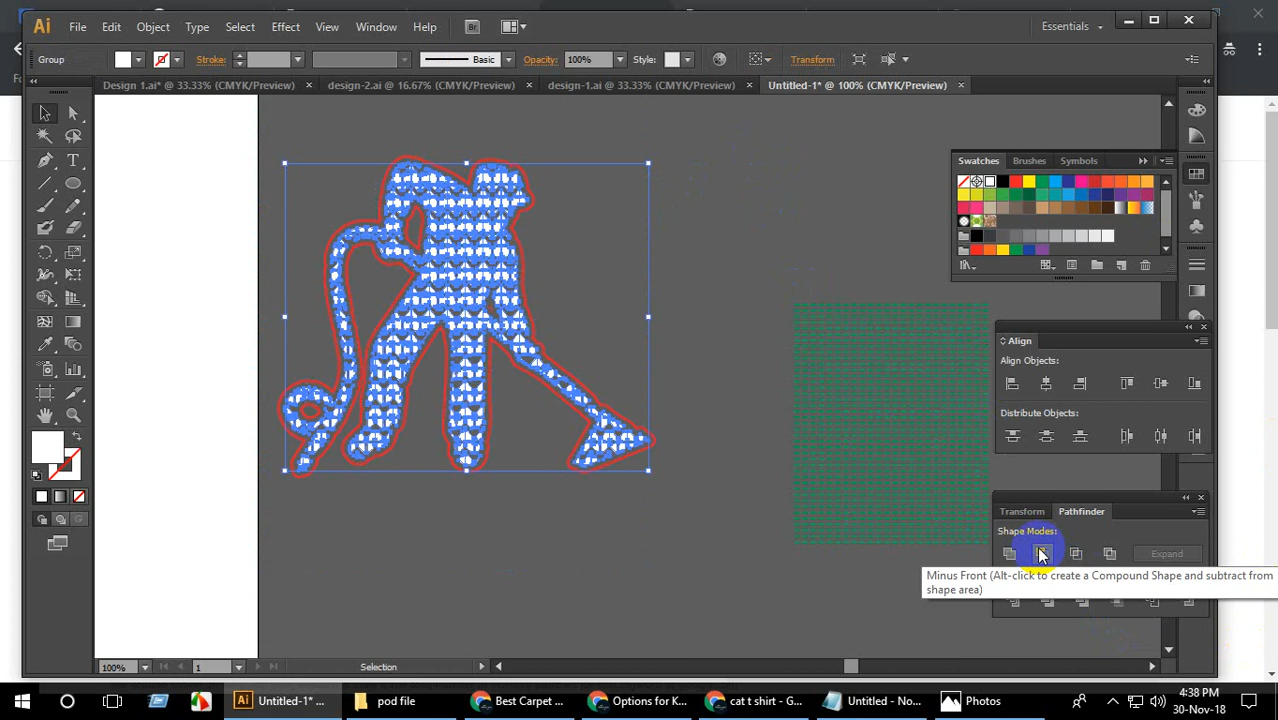 Ai File Edit Object Type Select Effect View Window Help Br Essentials
Group Stroke: Basic Opacity: 100% Style: Transform
Design 1.ai* @ 33.33% (CMYK/Preview) × design-2.ai @ 16.67% (CMYK/Preview) × design-1.ai @ 33.33% (CMYK/Preview) × Untitled-1* @ 100% (CMYK/Preview) ×
Swatches Brushes Symbols
Align
Align Objects:
Distribute Objects:
Transform Pathfinder
Shape Modes:
Expand
Minus Front (Alt-click to create a Compound Shape and subtract from
shape area)
100% 1 Selection
Untitled-1* ... pod file Best Carpet ... Options for K... cat t shirt - G... Untitled - No... Photos
4:38 PM
30-Nov-18